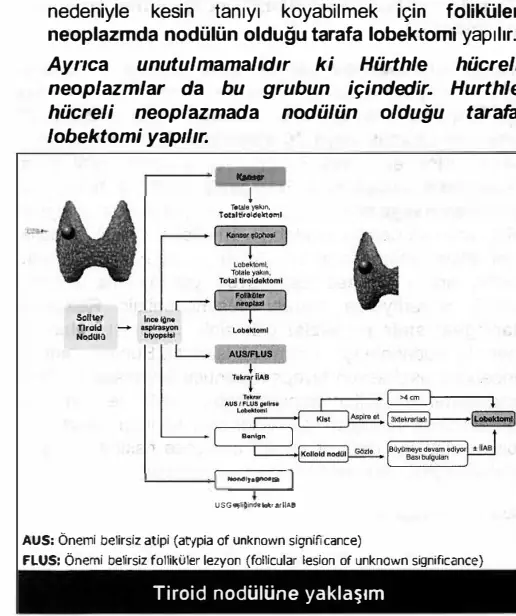 nedeniyle kesin tanıyı koyabilmek için foliküler
neoplazmda nodülün olduğu tarafa lobektomi yapılır.
Ayrıca unutulmamalıdır ki Hürthle hücreli
neoplazmlar da bu grubun içindedir. Hurthle
hücreli neoplazmada nodülün olduğu tarafa
lobektomi yapılır.
Kanser
Totale yakın,
Total tiroidektomi
Kanser şüphesi
Lobektomi,
Totale yakın,
Total tiroidektomi
Foliküler
neoplazi
Lobektomi
Soliter
Tiroid
Nodülü
İnce iğne
aspirasyon
biyopsisi
AUS/FLUS
Tekrar İİAB
Tekrar
AUS / FLUS gelirse
Lobektomi
Benign
Kist
Aspire et
>4 cm
3xtekrarladı
Lobektomi
Kolloid nodül
Gözle
Büyümeye devam ediyor
Bası bulguları
± İİAB
Nondiyagnostik
USG eşliğinde tekrar İİAB
AUS: Önemi belirsiz atipi (atypia of unknown significance)
FLUS: Önemi belirsiz folliküler lezyon (follicular lesion of unknown significance)
Tiroid nodülüne yaklaşım